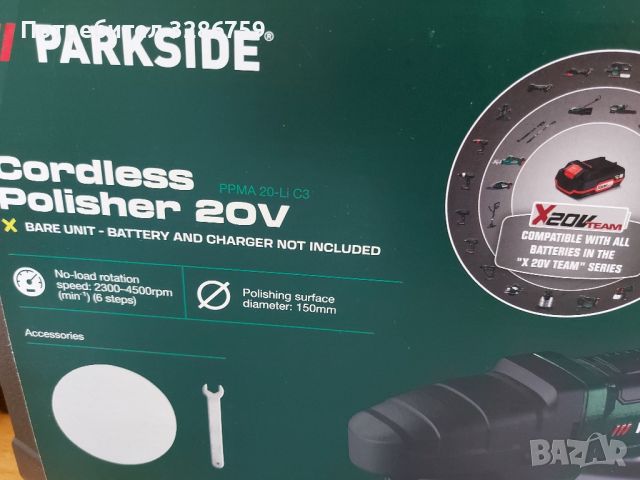 Потребител 3286759
/// PARKSIDE®
Cordless
Polisher 20V
PPMA 20-Li C3
X BARE UNIT - BATTERY AND CHARGER NOT INCLUDED
No-load rotation
speed: 2300–4500rpm
(min⁻¹) (6 steps)
Polishing surface
diameter: 150mm
Accessories
X20V TEAM
COMPATIBLE WITH ALL
BATTERIES IN THE
"X 20V TEAM" SERIES
BAZAR